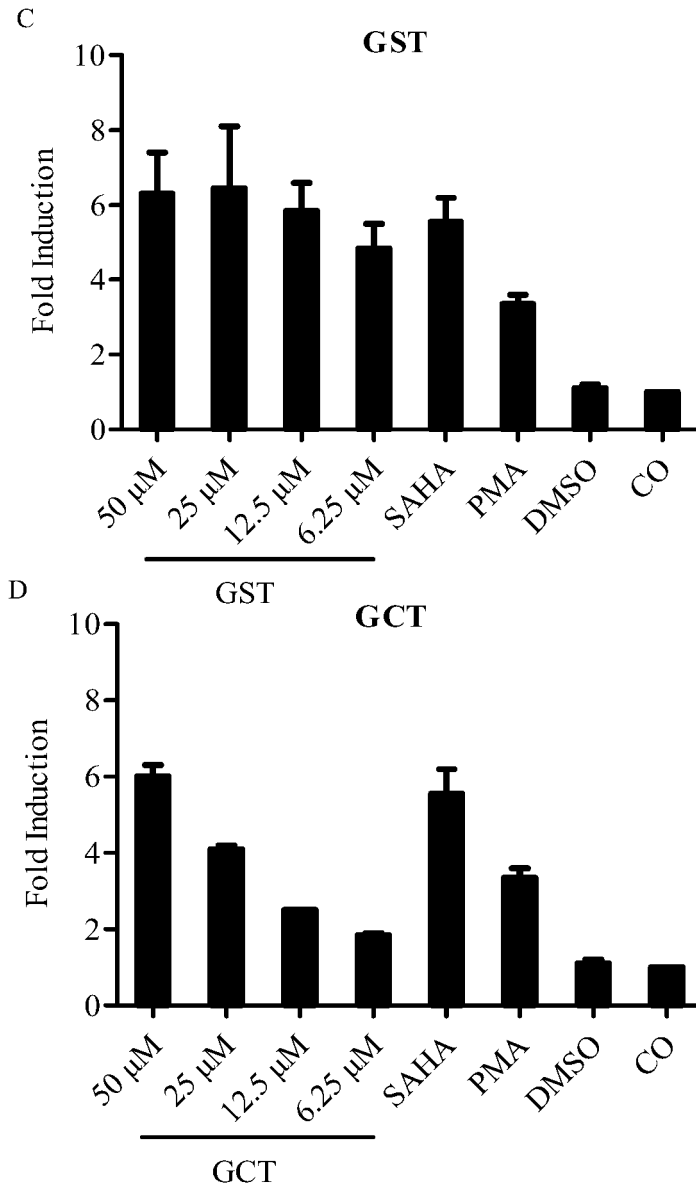 C
GST
10
8
6
4
2
0
Fold Induction
50 µM
25 µM
12.5 µM
6.25 µM
SAHA
PMA
DMSO
CO
GST
D
GCT
10
8
6
4
2
0
Fold Induction
50 µM
25 µM
12.5 µM
6.25 µM
SAHA
PMA
DMSO
CO
GCT